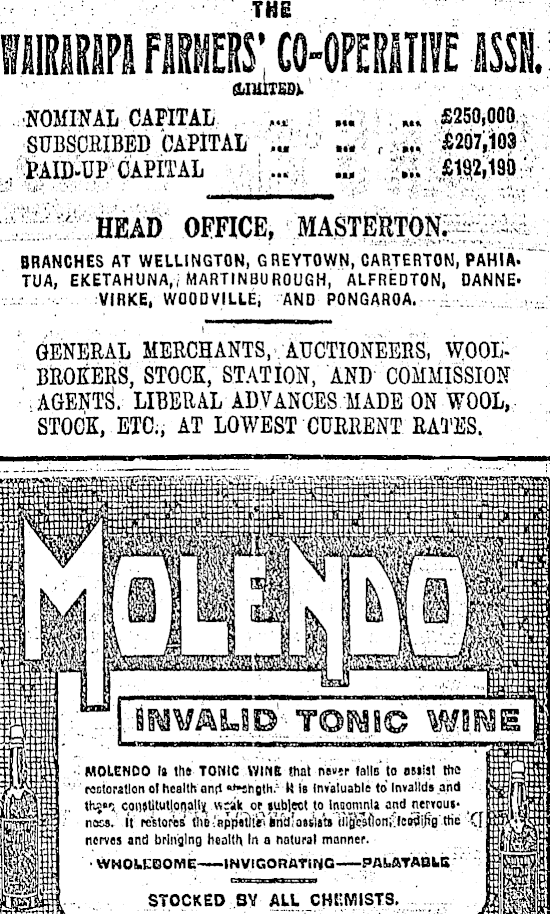 THE
WAIRARAPA FARMERS' CO-OPERATIVE ASSN.
(LIMITED).
NOMINAL CAPITAL ... ... ... £250,000
SUBSCRIBED CAPITAL ... ... ... £207,103
PAID-UP CAPITAL ... ... ... £192,190
HEAD OFFICE, MASTERTON.
BRANCHES AT WELLINGTON, GREYTOWN, CARTERTON, PAHIA-
TUA, EKETAHUNA, MARTINBUROUGH, ALFREDTON, DANNE-
VIRKE, WOODVILLE, AND PONGAROA.
GENERAL MERCHANTS, AUCTIONEERS, WOOL-
BROKERS, STOCK, STATION, AND COMMISSION
AGENTS. LIBERAL ADVANCES MADE ON WOOL,
STOCK, ETC., AT LOWEST CURRENT RATES.
MOLENDO
INVALID TONIC WINE
MOLENDO is the TONIC WINE that never fails to assist the
restoration of health and strength. It is invaluable to invalids and
those constitutionally weak or subject to insomnia and nervous-
ness. It restores the appetite and assists digestion, feeding the
nerves and bringing health in a natural manner.
WHOLESOME—INVIGORATING—PALATABLE
STOCKED BY ALL CHEMISTS.